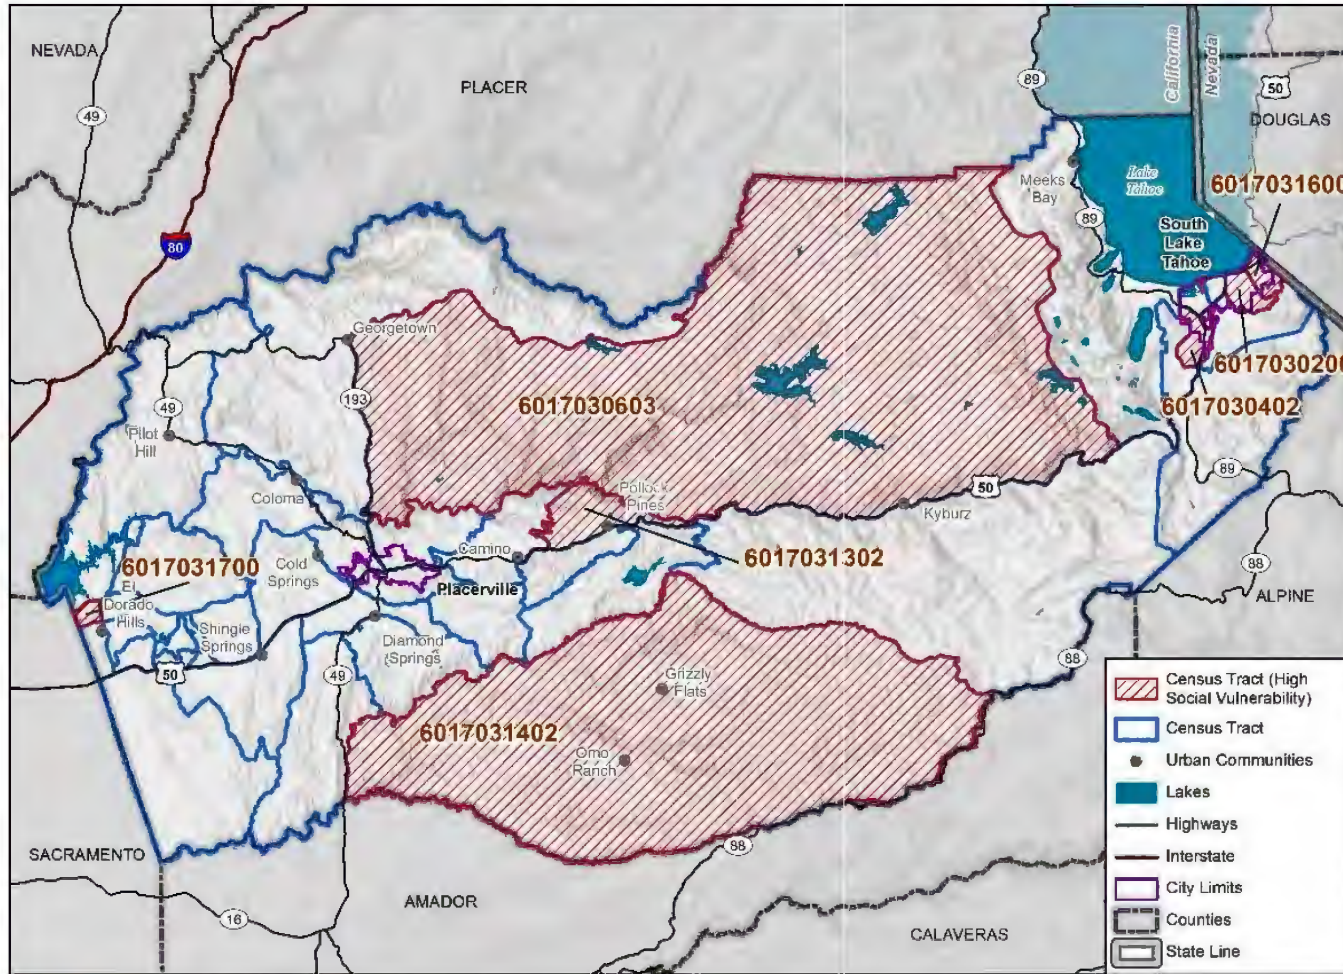 NEVADA
49
80
PLACER
89
California
Nevada
50
DOUGLAS
Lake
Tahoe
Meeks
Bay
89
6017031600
South
Lake
Tahoe
Georgetown
193
49
Pilot
Hill
6017030603
601703020
6017030402
Coloma
Pollock
Pines
50
Kyburz
89
88
ALPINE
6017031700
El
Dorado
Hills
Cold
Springs
Camino
Placerville
6017031302
Shingle
Springs
50
Diamond
Springs
49
88
Grizzly
Flats
6017031402
Omo
Ranch
SACRAMENTO
16
AMADOR
88
CALAVERAS
Census Tract (High
Social Vulnerability)
Census Tract
Urban Communities
Lakes
Highways
Interstate
City Limits
Counties
State Line